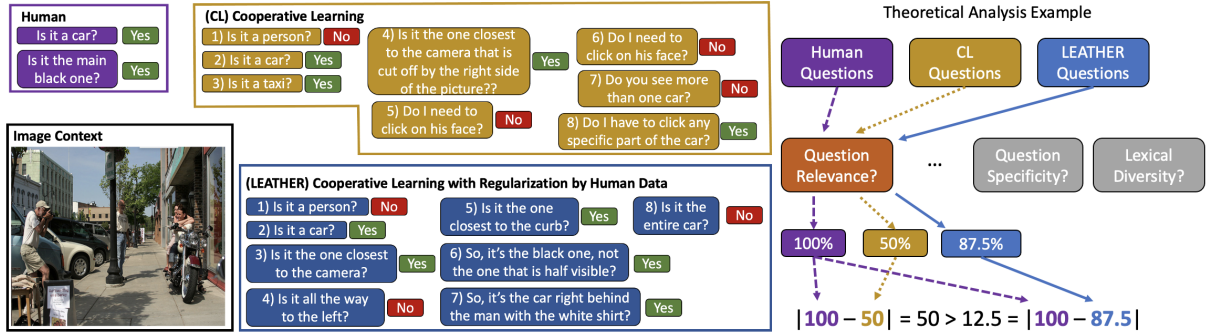 Human
Is it a car?
Yes
Is it the main
black one?
Yes
(CL) Cooperative Learning
1) Is it a person?
No
2) Is it a car?
Yes
3) Is it a taxi?
Yes
4) Is it the one closest
to the camera that is
cut off by the right side
of the picture??
Yes
5) Do I need to
click on his face?
No
6) Do I need to
click on his face?
No
7) Do you see more
than one car?
No
8) Do I have to click any
specific part of the car?
Yes
Image Context
(LEATHER) Cooperative Learning with Regularization by Human Data
1) Is it a person?
No
2) Is it a car?
Yes
3) Is it the one closest
to the camera?
Yes
4) Is it all the way
to the left?
No
5) Is it the one
closest to the curb?
Yes
6) So, it's the black one, not
the one that is half visible?
Yes
7) So, it's the car right behind
the man with the white shirt?
Yes
8) Is it the
entire car?
No
Theoretical Analysis Example
Human
Questions
CL
Questions
LEATHER
Questions
Question
Relevance?
...
Question
Specificity?
Lexical
Diversity?
100%
50%
87.5%
|100 – 50| = 50 > 12.5 = |100 – 87.5|